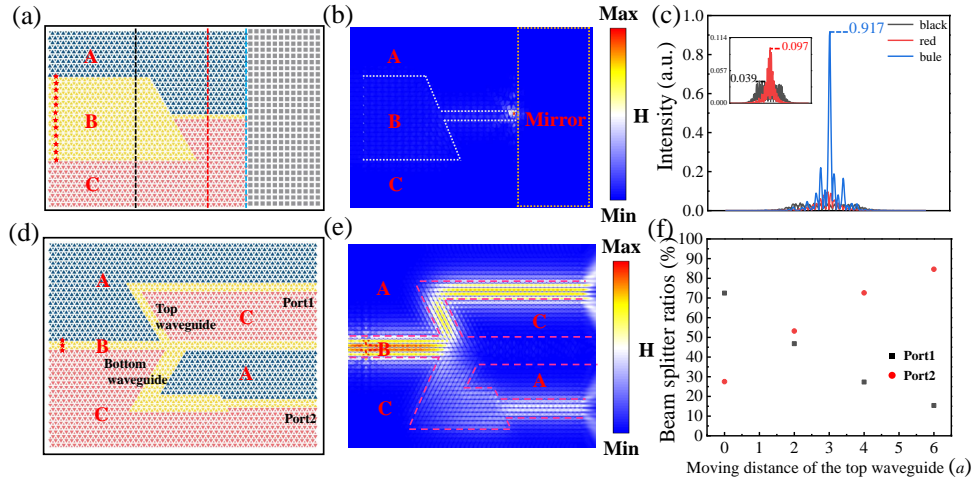 (a)
A
B
C
(b)
A
B
C
Mirror
Max
H
Min
(c)
Intensity (a.u.)
1.0
0.8
0.6
0.4
0.2
0.0
0.917
black
red
bule
0.114
0.057
0.000
0.097
0.039
(d)
A
Top
waveguide
Port1
C
B
Bottom
waveguide
A
C
Port2
(e)
A
C
B
A
C
Max
H
Min
(f)
Beam splitter ratios (%)
100
90
80
70
60
50
40
30
20
10
0
Port1
Port2
0 1 2 3 4 5 6
Moving distance of the top waveguide (a)